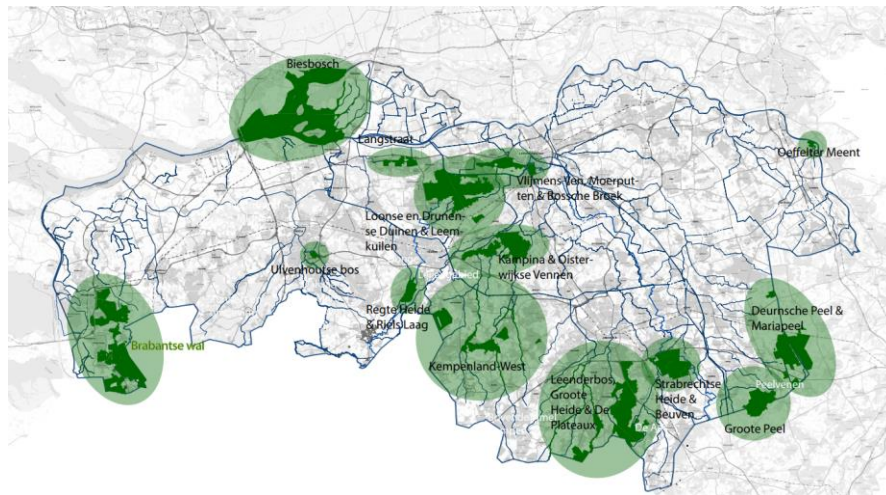 Biesbosch
Langstraat
Oeffelter Meent
Vlijmens Ven, Moerput-
ten & Bossche Broek
Loonse en Drunen-
se Duinen & Leem-
kuilen
Kampina & Oister-
wijkse Vennen
Ulvenhoutse bos
Regte Heide
& Riels Laag
Deurnsche Peel &
Mariapeel
Brabantse wal
Kempenland-West
Leenderbos,
Groote
Heide & De
Plateaux
Strabrechtse
Heide &
Beuven
Peelvenen
Groote Peel